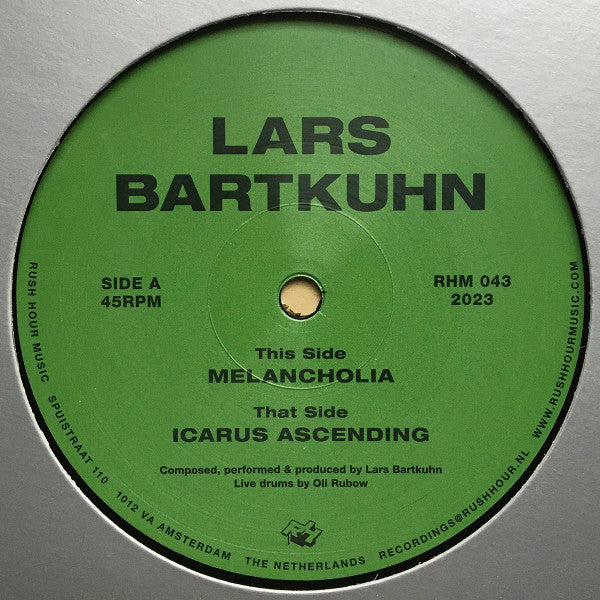 LARS
BARTKUHN
SIDE A
45RPM
RHM 043
2023
This Side
MELANCHOLIA
That Side
ICARUS ASCENDING
Composed, performed & produced by Lars Bartkuhn
Live drums by Oli Rubow
RH
RUSH HOUR MUSIC SPUISTRAAT 110 1012 VA AMSTERDAM THE NETHERLANDS RECORDINGS@RUSHHOUR.NL WWW.RUSHHOURMUSIC.COM